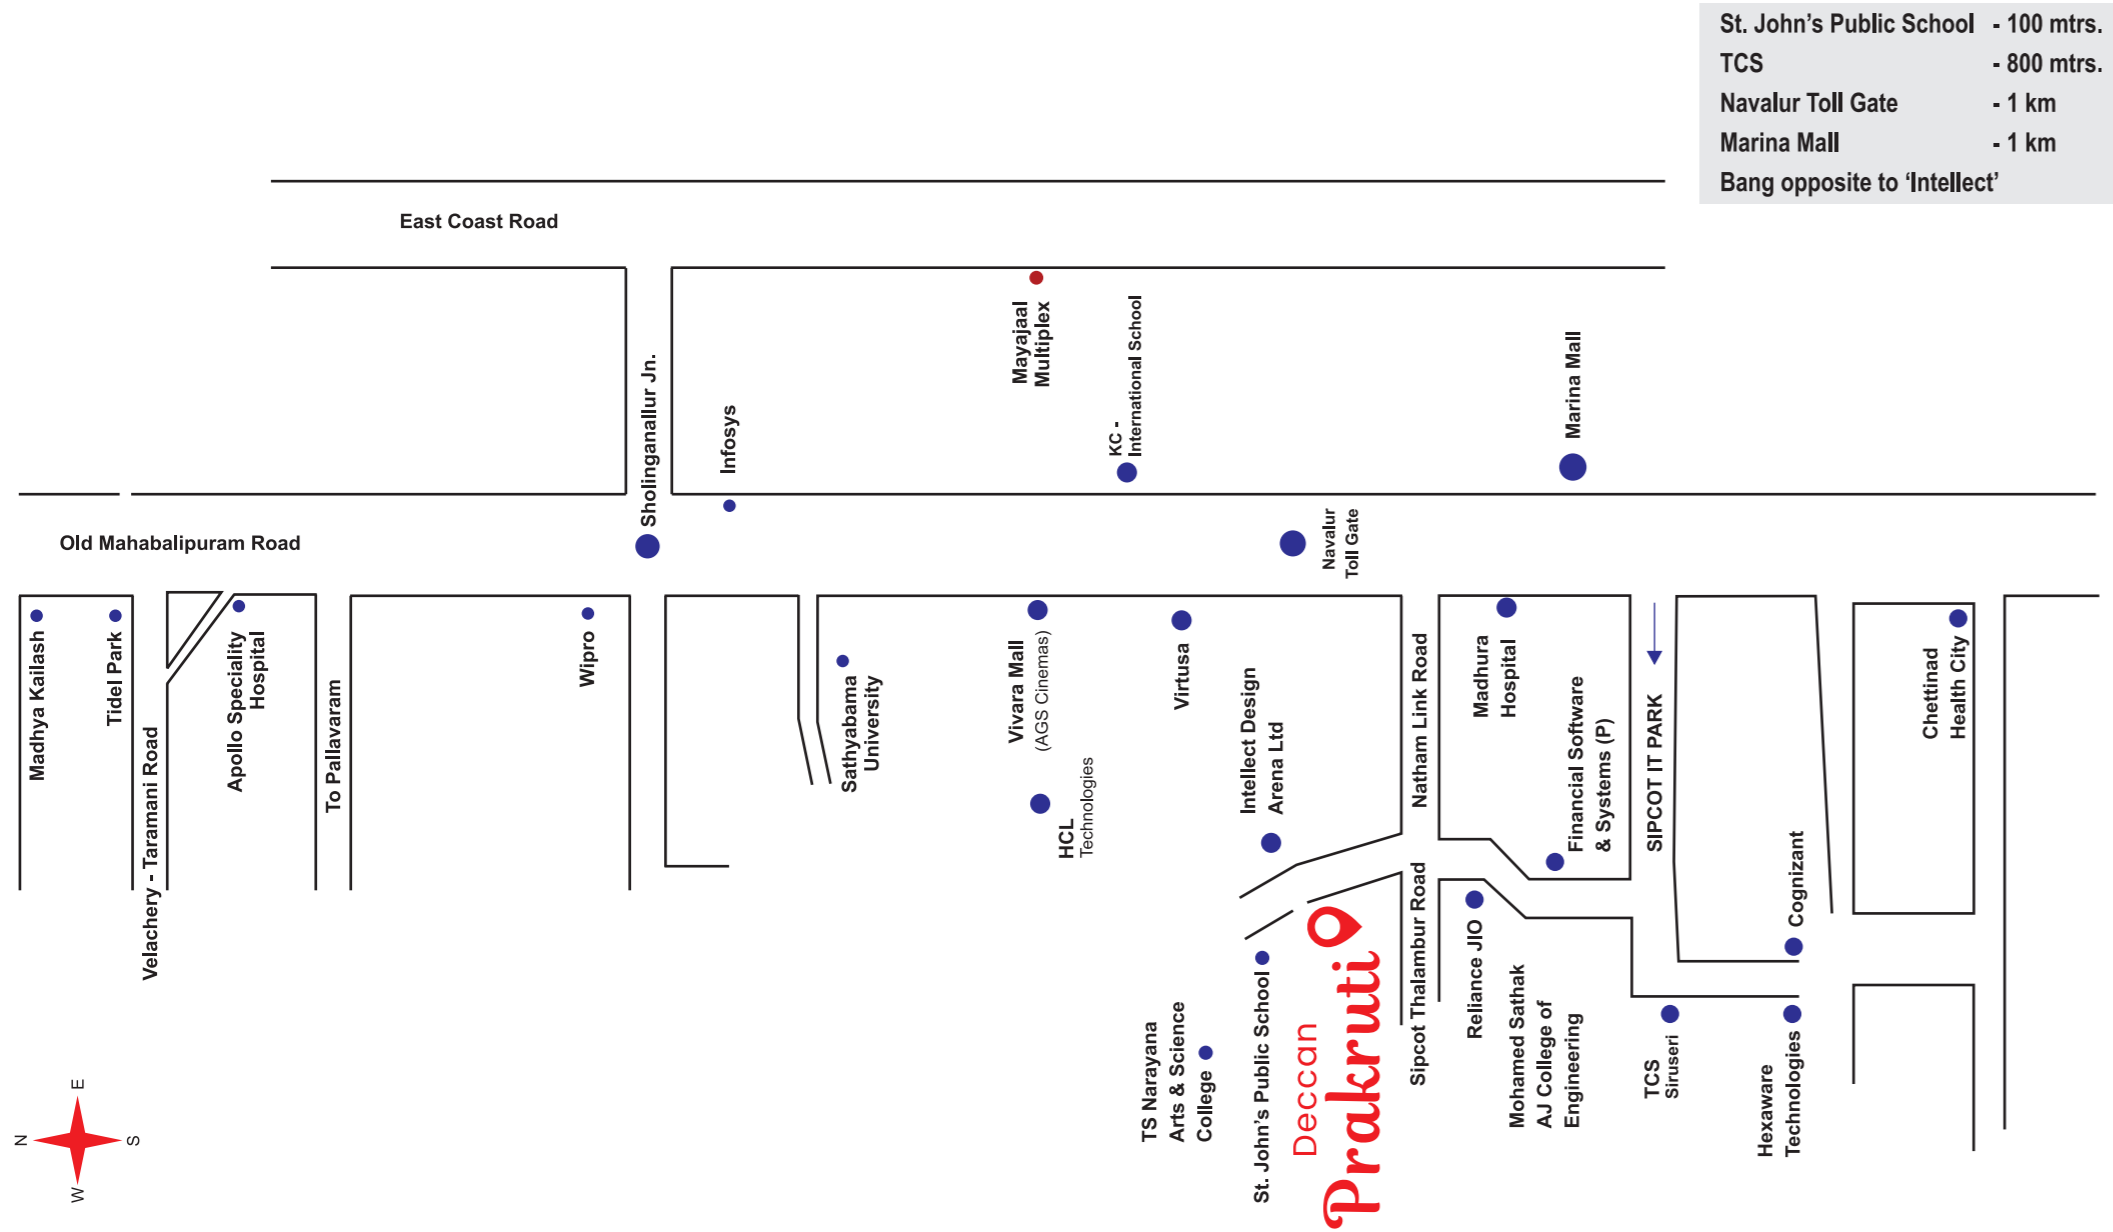 St. John’s Public School - 100 mtrs.
TCS - 800 mtrs.
Navalur Toll Gate - 1 km
Marina Mall - 1 km
Bang opposite to ‘Intellect’
East Coast Road
Mayajaal
Multiplex
KC -
International School
Marina Mall
Sholinganallur Jn.
Infosys
Old Mahabalipuram Road
Navalur
Toll Gate
Madhya Kailash
Tidel Park
Velachery - Taramani Road
Apollo Speciality
Hospital
To Pallavaram
Wipro
Sathyabama
University
Vivara Mall
(AGS Cinemas)
HCL
Technologies
Virtusa
Intellect Design
Arena Ltd
Natham Link Road
Madhura
Hospital
Financial Software
& Systems (P)
SIPCOT IT PARK
Cognizant
Chettinad
Health City
Sipcot Thalambur Road
Reliance JIO
Mohamed Sathak
AJ College of
Engineering
TCS
Siruseri
Hexaware
Technologies
TS Narayana
Arts & Science
College
St. John’s Public School
Deccan
Prakruti
N
E
S
W